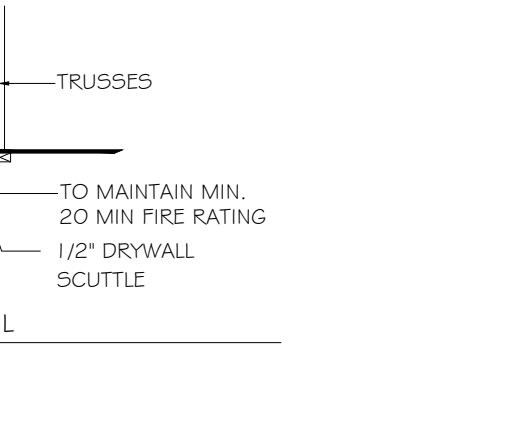 TRUSSES
TO MAINTAIN MIN.
20 MIN FIRE RATING
1/2" DRYWALL
SCUTTLE
L